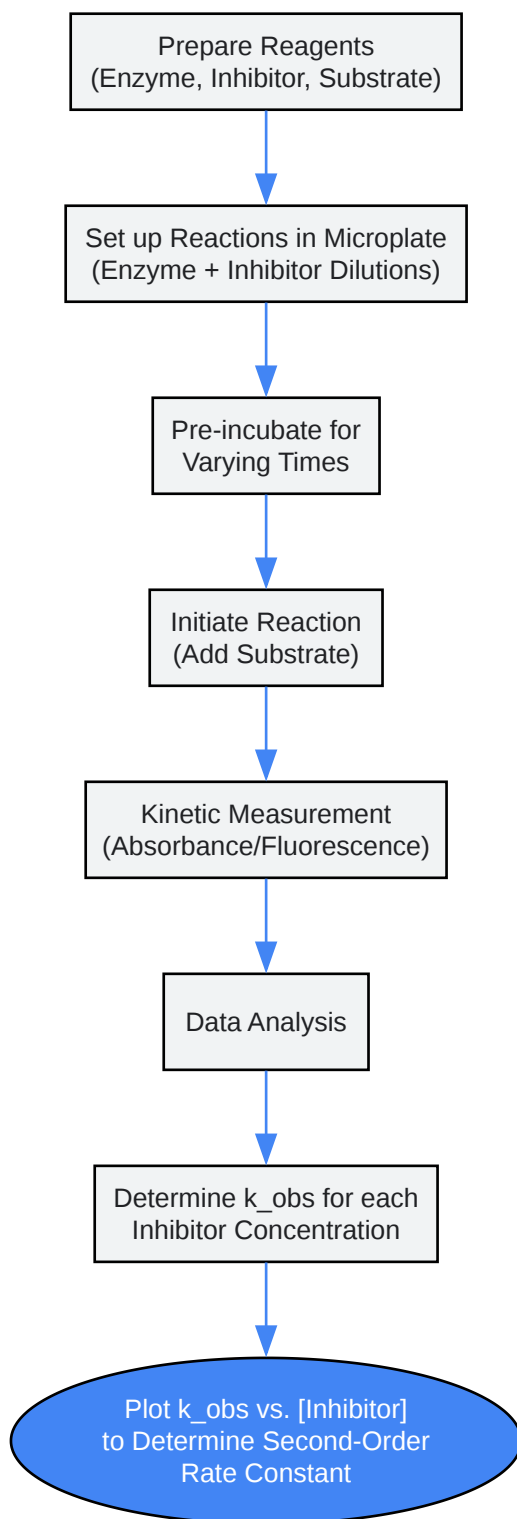 Prepare Reagents
(Enzyme, Inhibitor, Substrate)
Set up Reactions in Microplate
(Enzyme + Inhibitor Dilutions)
Pre-incubate for
Varying Times
Initiate Reaction
(Add Substrate)
Kinetic Measurement
(Absorbance/Fluorescence)
Data Analysis
Determine k_obs for each
Inhibitor Concentration
Plot k_obs vs. [Inhibitor]
to Determine Second-Order
Rate Constant